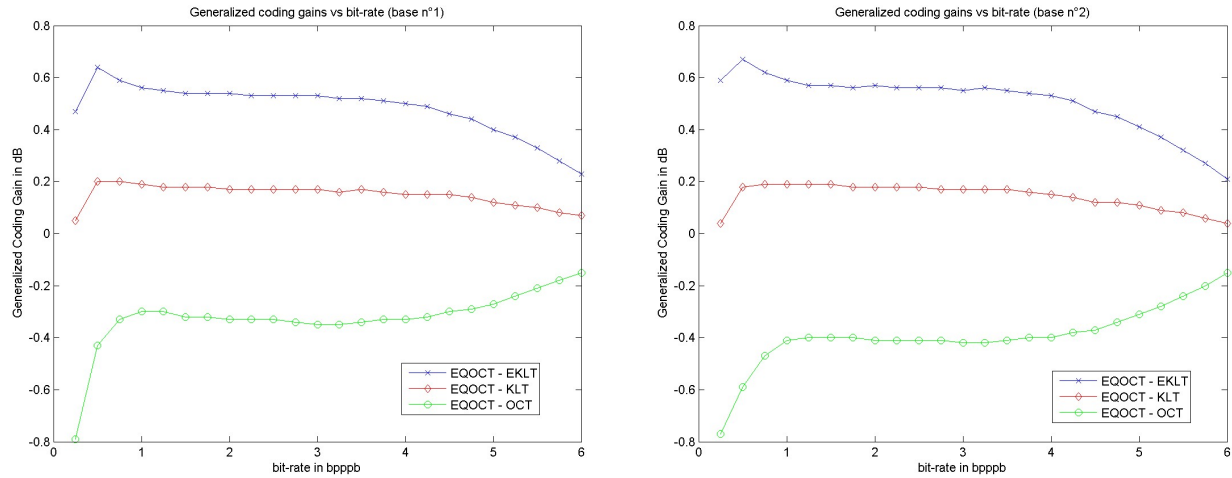 Generalized coding gains vs bit-rate (base n°1)
Generalized Coding Gain in dB
0.8
0.6
0.4
0.2
0
-0.2
-0.4
-0.6
-0.8
EQOCT - EKLT
EQOCT - KLT
EQOCT - OCT
0 1 2 3 4 5 6
bit-rate in bpppb
Generalized coding gains vs bit-rate (base n°2)
Generalized Coding Gain in dB
0.8
0.6
0.4
0.2
0
-0.2
-0.4
-0.6
-0.8
EQOCT - EKLT
EQOCT - KLT
EQOCT - OCT
0 1 2 3 4 5 6
bit-rate in bpppb